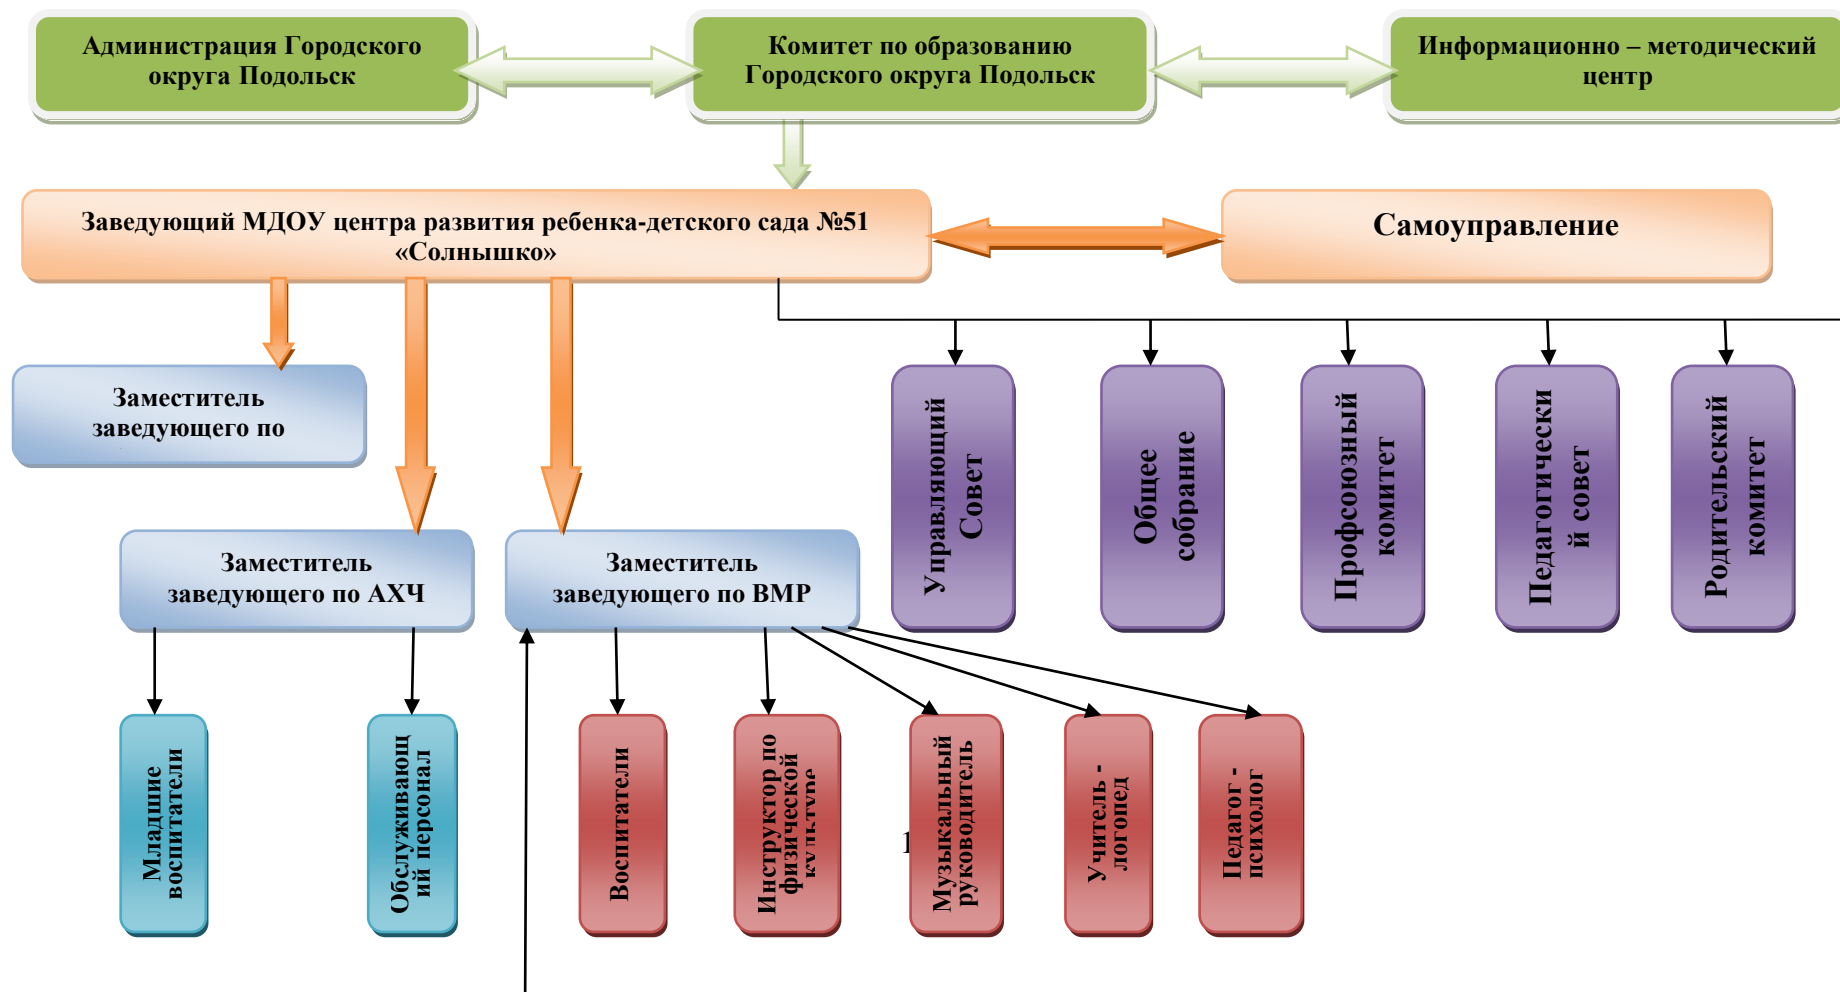 Администрация Городского
округа Подольск
Комитет по образованию
Городского округа Подольск
Информационно – методический
центр
Заведующий МДОУ центра развития ребенка-детского сада №51
«Солнышко»
Самоуправление
Заместитель
заведующего по
Управляющий
Совет
Общее
собрание
Профсоюзный
комитет
Педагогически
й совет
Родительский
комитет
Заместитель
заведующего по АХЧ
Заместитель
заведующего по ВМР
Младшие
воспитатели
Обслуживающ
ий персонал
Воспитатели
Инструктор по
физической
культуре
1
Музыкальный
руководитель
Учитель -
логопед
Педагог -
психолог